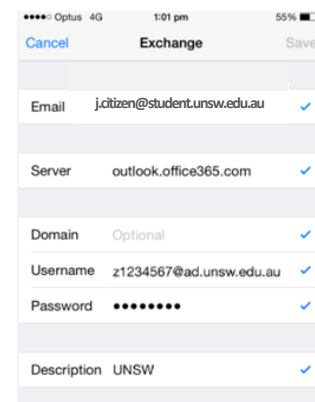 Optus 4G 1:01 pm 55%
Cancel Exchange Save
Email j.citizen@student.unsw.edu.au
Server outlook.office365.com
Domain Optional
Username z1234567@ad.unsw.edu.au
Password ••••••••
Description UNSW